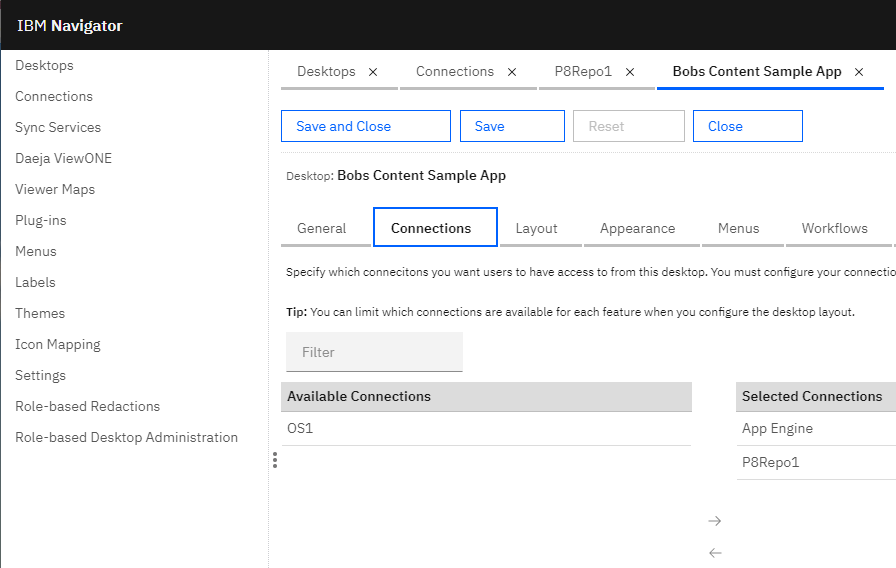 IBM Navigator
Desktops
Connections
Sync Services
Daeja ViewONE
Viewer Maps
Plug-ins
Menus
Labels
Themes
Icon Mapping
Settings
Role-based Redactions
Role-based Desktop Administration
Desktops
Connections
P8Repo1
Bobs Content Sample App
Save and Close
Save
Reset
Close
Desktop: Bobs Content Sample App
General
Connections
Layout
Appearance
Menus
Workflows
Specify which connecitons you want users to have access to from this desktop. You must configure your connectio
Tip: You can limit which connections are available for each feature when you configure the desktop layout.
Filter
Available Connections
OS1
Selected Connections
App Engine
P8Repo1